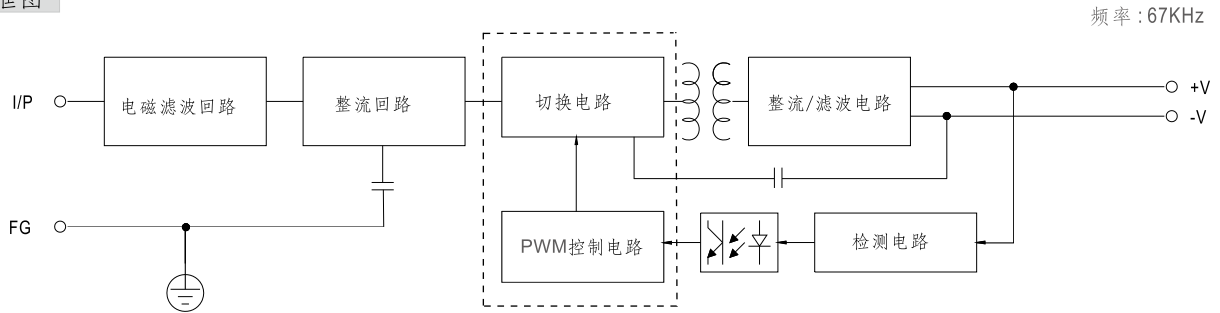 框图
频率 : 67KHz
I/P
电磁滤波回路
整流回路
切换电路
整流/滤波电路
+V
-V
FG
PWM控制电路
检测电路